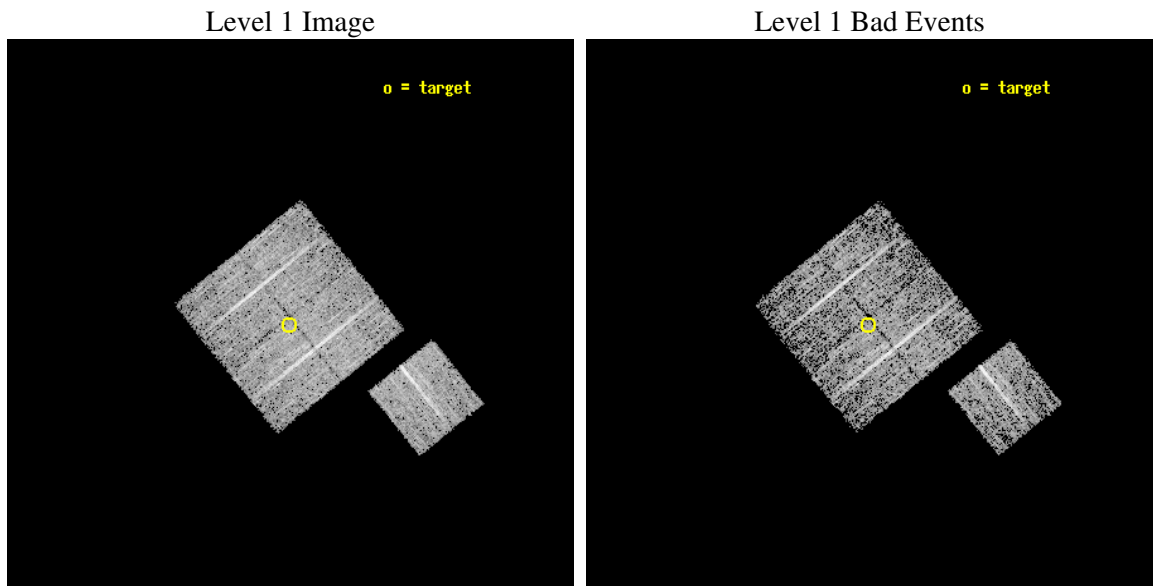 Level 1 Image
Level 1 Bad Events
o = target
o = target